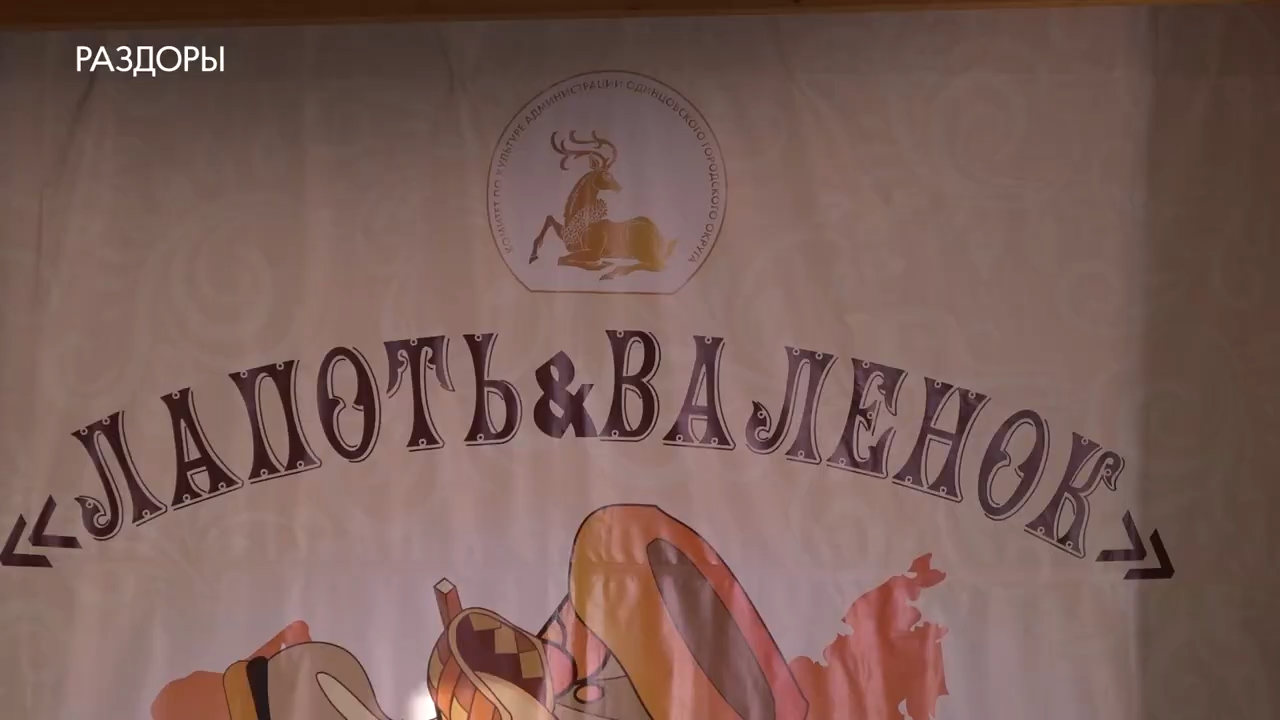 РАЗДОРЫ
КОМИТЕТ ПО КУЛЬТУРЕ АДМИНИСТРАЦИИ ОДИНЦОВСКОГО ГОРОДСКОГО ОКРУГА
«ЛАПОТЬ&ВАЛЕНОК»